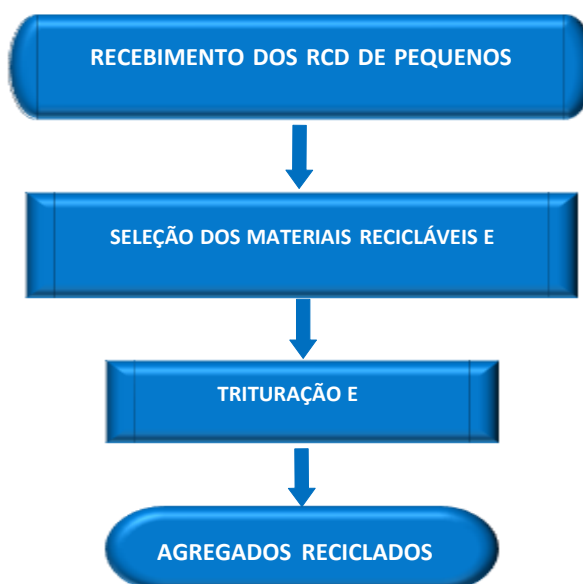 RECEBIMENTO DOS RCD DE PEQUENOS
SELEÇÃO DOS MATERIAIS RECICLÁVEIS E
TRITURAÇÃO E
AGREGADOS RECICLADOS